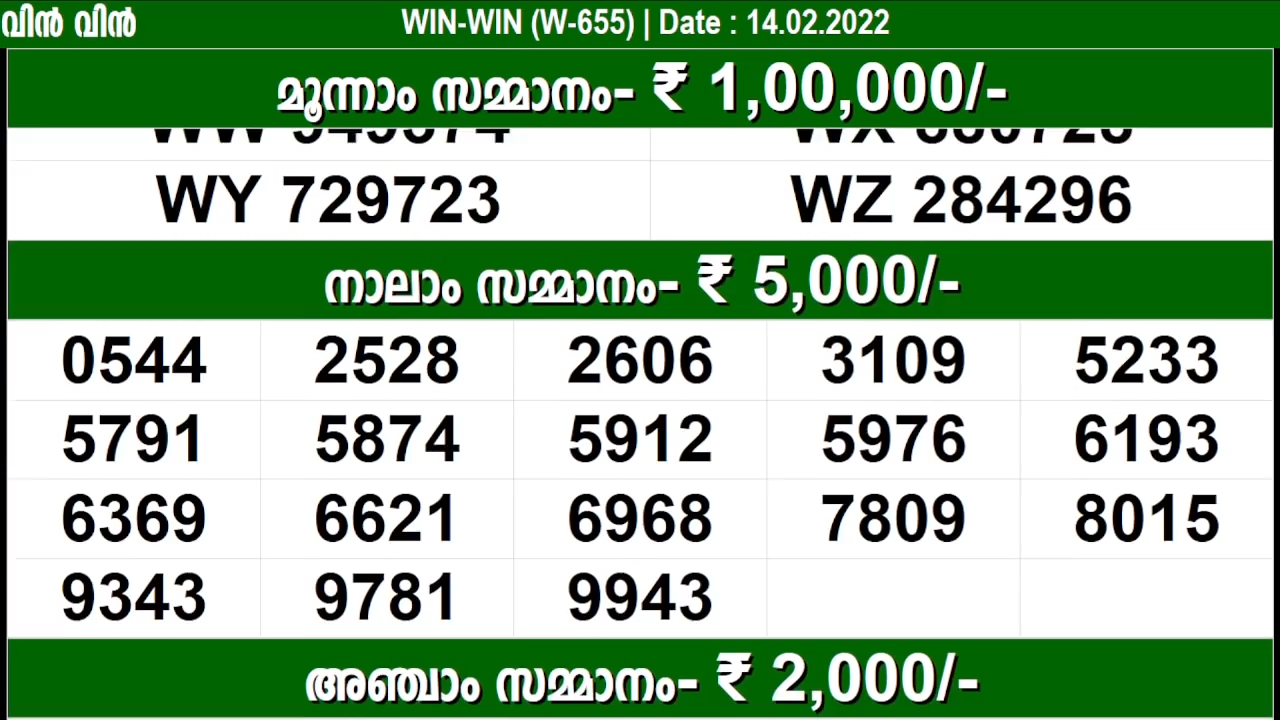 വിൻ വിൻ WIN-WIN (W-655) | Date : 14.02.2022
മൂന്നാം സമ്മാനം- ₹ 1,00,000/-
WY 729723 WZ 284296
നാലാം സമ്മാനം- ₹ 5,000/-
0544 2528 2606 3109 5233
5791 5874 5912 5976 6193
6369 6621 6968 7809 8015
9343 9781 9943
അഞ്ചാം സമ്മാനം- ₹ 2,000/-